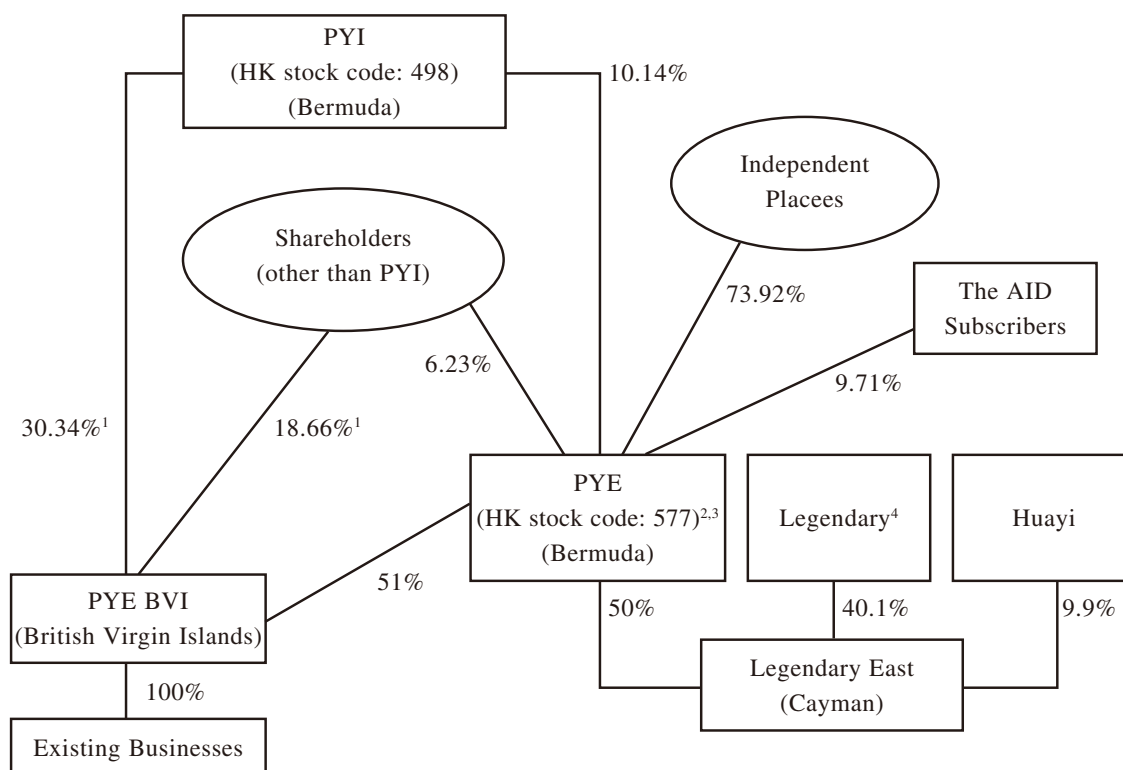 PYI
(HK stock code: 498)
(Bermuda)
10.14%
Independent
Placees
Shareholders
(other than PYI)
73.92%
The AID
Subscribers
6.23%
9.71%
30.34%¹
18.66%¹
PYE
(HK stock code: 577)²,³
(Bermuda)
Legendary⁴
Huayi
51%
50%
40.1%
9.9%
PYE BVI
(British Virgin Islands)
Legendary East
(Cayman)
100%
Existing Businesses